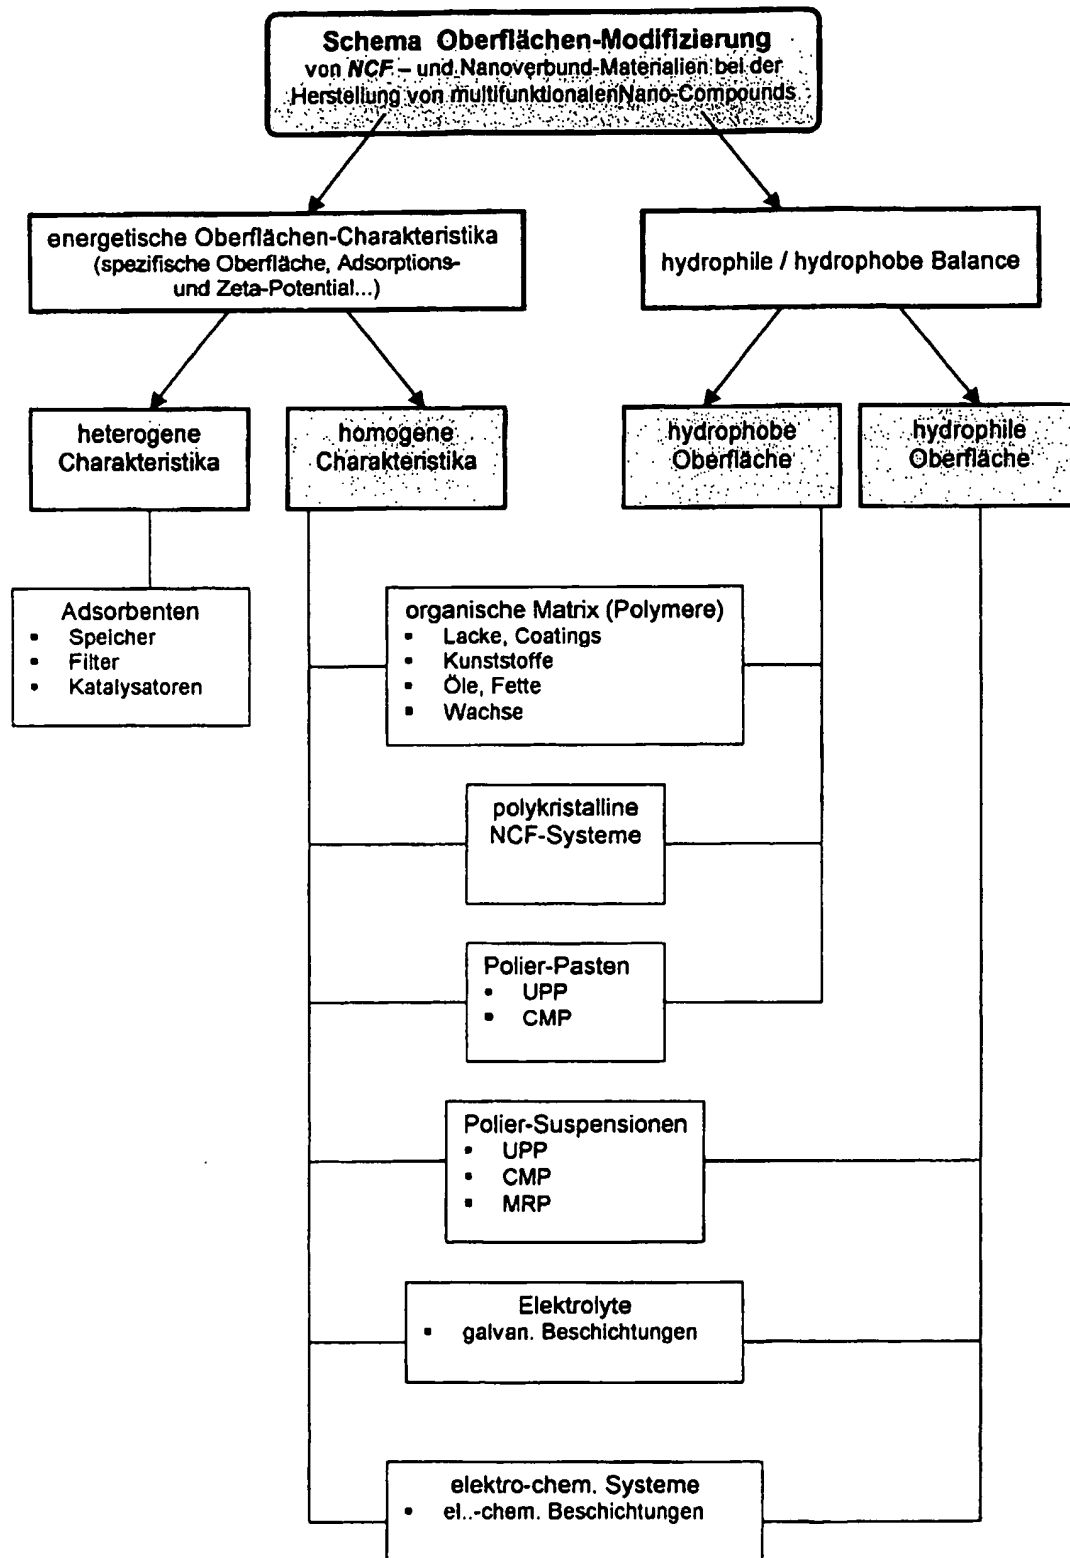 Schema Oberflächen-Modifizierung
von NCF – und Nanoverbund-Materialien bei der
Herstellung von multifunktionalenNano-Compounds
energetische Oberflächen-Charakteristika
(spezifische Oberfläche, Adsorptions-
und Zeta-Potential...)
hydrophile / hydrophobe Balance
heterogene
Charakteristika
homogene
Charakteristika
hydrophobe
Oberfläche
hydrophile
Oberfläche
Adsorbenten
▪ Speicher
▪ Filter
▪ Katalysatoren
organische Matrix (Polymere)
▪ Lacke, Coatings
▪ Kunststoffe
▪ Öle, Fette
▪ Wachse
polykristalline
NCF-Systeme
Polier-Pasten
▪ UPP
▪ CMP
Polier-Suspensionen
▪ UPP
▪ CMP
▪ MRP
Elektrolyte
▪ galvan. Beschichtungen
elektro-chem. Systeme
▪ el..-chem. Beschichtungen